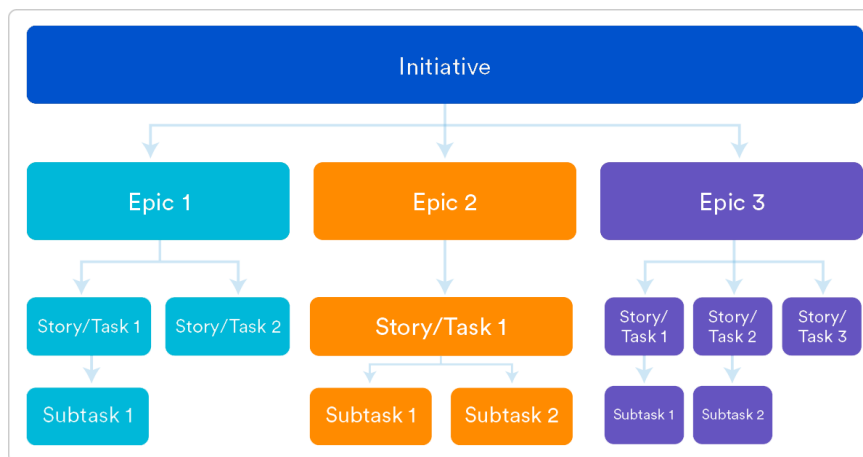 Initiative
Epic 1
Epic 2
Epic 3
Story/Task 1
Story/Task 2
Story/Task 1
Story/
Task 1
Story/
Task 2
Story/
Task 3
Subtask 1
Subtask 1
Subtask 2
Subtask 1
Subtask 2